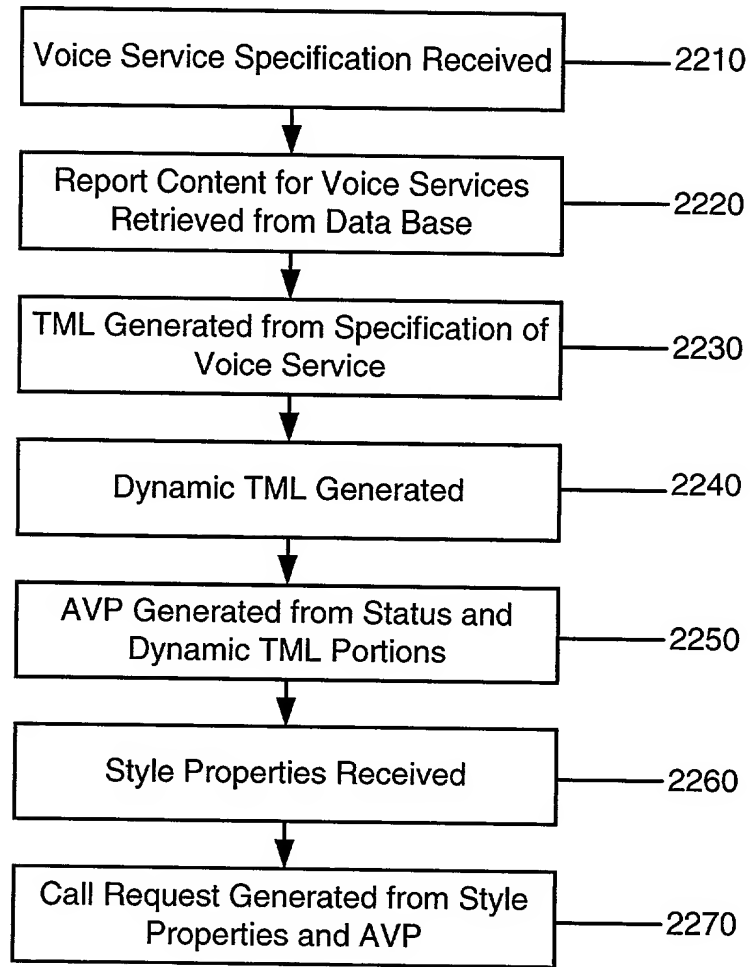 Voice Service Specification Received
2210
Report Content for Voice Services
Retrieved from Data Base
2220
TML Generated from Specification of
Voice Service
2230
Dynamic TML Generated
2240
AVP Generated from Status and
Dynamic TML Portions
2250
Style Properties Received
2260
Call Request Generated from Style
Properties and AVP
2270